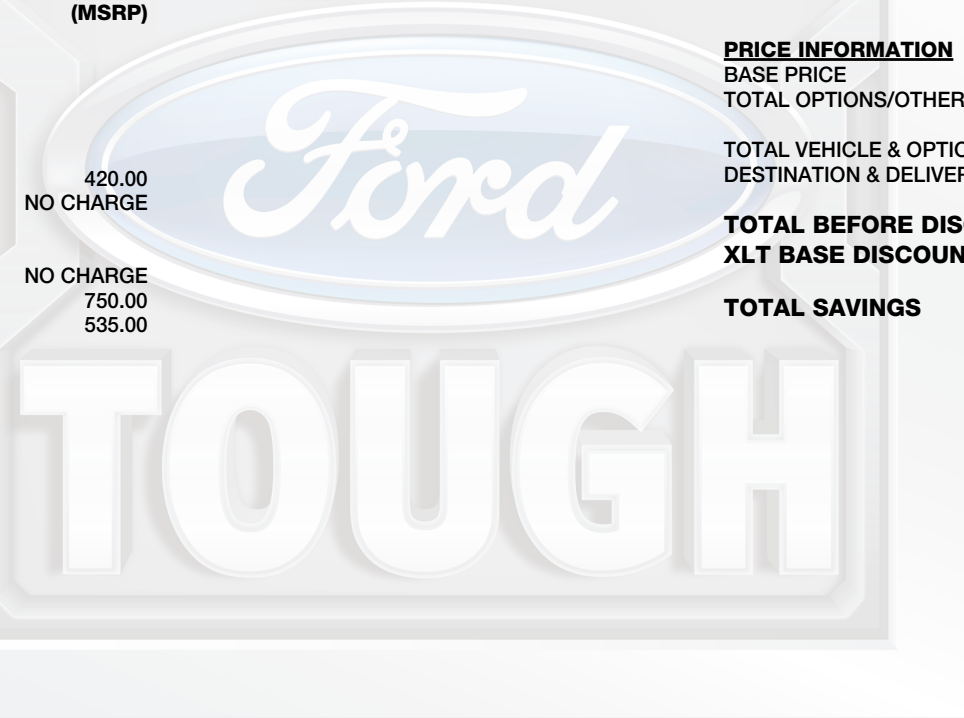 (MSRP)
420.00
NO CHARGE
NO CHARGE
750.00
535.00
PRICE INFORMATION
BASE PRICE
TOTAL OPTIONS/OTHER
TOTAL VEHICLE & OPTIO
DESTINATION & DELIVER
TOTAL BEFORE DIS
XLT BASE DISCOUN
TOTAL SAVINGS
Ford
TOUGH